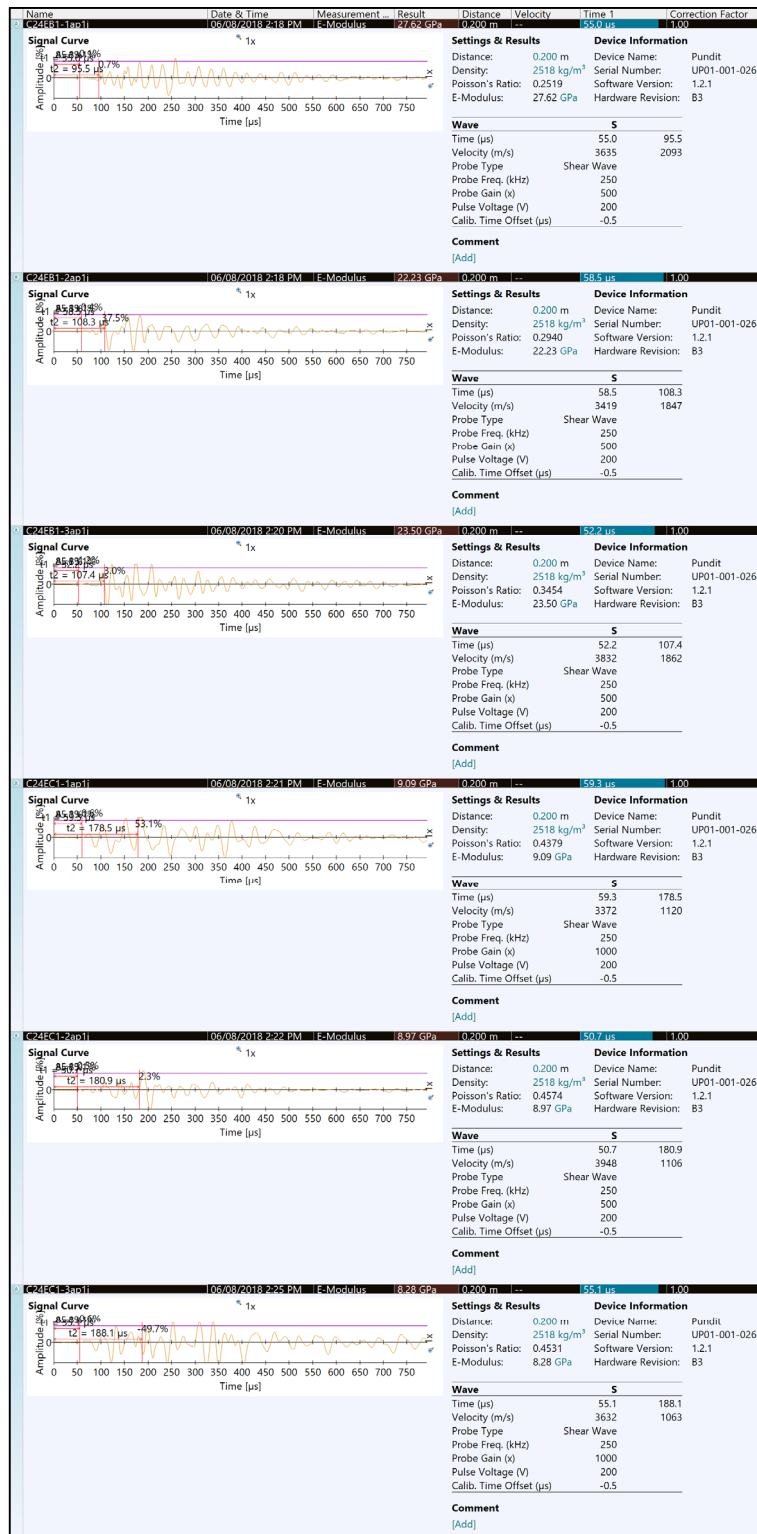 Name Date & Time Measurement ... Result Distance Velocity Time 1 Correction Factor
C24EB1-1ap1j 06/08/2018 2:18 PM E-Modulus 27.62 GPa 0.200 m -- 55.0 µs 1.00
Signal Curve 1x Settings & Results Device Information
t2 = 95.5 µs 0.7%
Amplitude [%]
0
0 50 100 150 200 250 300 350 400 450 500 550 600 650 700 750
Time [µs]
1 X
Distance: 0.200 m Device Name: Pundit
Density: 2518 kg/m³ Serial Number: UP01-001-026
Poisson's Ratio: 0.2519 Software Version: 1.2.1
E-Modulus: 27.62 GPa Hardware Revision: B3
Wave S
Time (µs) 55.0 95.5
Velocity (m/s) 3635 2093
Probe Type Shear Wave
Probe Freq. (kHz) 250
Probe Gain (x) 500
Pulse Voltage (V) 200
Calib. Time Offset (µs) -0.5
Comment
[Add]
C24EB1-2ap1j 06/08/2018 2:18 PM E-Modulus 22.23 GPa 0.200 m -- 58.5 µs 1.00
Signal Curve 1x Settings & Results Device Information
t2 = 108.3 µs 37.5%
Amplitude [%]
0
0 50 100 150 200 250 300 350 400 450 500 550 600 650 700 750
Time [µs]
1 X
Distance: 0.200 m Device Name: Pundit
Density: 2518 kg/m³ Serial Number: UP01-001-026
Poisson's Ratio: 0.2940 Software Version: 1.2.1
E-Modulus: 22.23 GPa Hardware Revision: B3
Wave S
Time (µs) 58.5 108.3
Velocity (m/s) 3419 1847
Probe Type Shear Wave
Probe Freq. (kHz) 250
Probe Gain (x) 500
Pulse Voltage (V) 200
Calib. Time Offset (µs) -0.5
Comment
[Add]
C24EB1-3ap1j 06/08/2018 2:20 PM E-Modulus 23.50 GPa 0.200 m -- 52.2 µs 1.00
Signal Curve 1x Settings & Results Device Information
t2 = 107.4 µs 3.0%
Amplitude [%]
0
0 50 100 150 200 250 300 350 400 450 500 550 600 650 700 750
Time [µs]
1 X
Distance: 0.200 m Device Name: Pundit
Density: 2518 kg/m³ Serial Number: UP01-001-026
Poisson's Ratio: 0.3454 Software Version: 1.2.1
E-Modulus: 23.50 GPa Hardware Revision: B3
Wave S
Time (µs) 52.2 107.4
Velocity (m/s) 3832 1862
Probe Type Shear Wave
Probe Freq. (kHz) 250
Probe Gain (x) 500
Pulse Voltage (V) 200
Calib. Time Offset (µs) -0.5
Comment
[Add]
C24EC1-1ap1j 06/08/2018 2:21 PM E-Modulus 9.09 GPa 0.200 m -- 59.3 µs 1.00
Signal Curve 1x Settings & Results Device Information
t2 = 178.5 µs 53.1%
Amplitude [%]
0
0 50 100 150 200 250 300 350 400 450 500 550 600 650 700 750
Time [µs]
1 X
Distance: 0.200 m Device Name: Pundit
Density: 2518 kg/m³ Serial Number: UP01-001-026
Poisson's Ratio: 0.4379 Software Version: 1.2.1
E-Modulus: 9.09 GPa Hardware Revision: B3
Wave S
Time (µs) 59.3 178.5
Velocity (m/s) 3372 1120
Probe Type Shear Wave
Probe Freq. (kHz) 250
Probe Gain (x) 1000
Pulse Voltage (V) 200
Calib. Time Offset (µs) -0.5
Comment
[Add]
C24EC1-2ap1j 06/08/2018 2:22 PM E-Modulus 8.97 GPa 0.200 m -- 50.7 µs 1.00
Signal Curve 1x Settings & Results Device Information
t2 = 180.9 µs 2.3%
Amplitude [%]
0
0 50 100 150 200 250 300 350 400 450 500 550 600 650 700 750
Time [µs]
1 X
Distance: 0.200 m Device Name: Pundit
Density: 2518 kg/m³ Serial Number: UP01-001-026
Poisson's Ratio: 0.4574 Software Version: 1.2.1
E-Modulus: 8.97 GPa Hardware Revision: B3
Wave S
Time (µs) 50.7 180.9
Velocity (m/s) 3948 1106
Probe Type Shear Wave
Probe Freq. (kHz) 250
Probe Gain (x) 500
Pulse Voltage (V) 200
Calib. Time Offset (µs) -0.5
Comment
[Add]
C24EC1-3ap1j 06/08/2018 2:25 PM E-Modulus 8.28 GPa 0.200 m -- 55.1 µs 1.00
Signal Curve 1x Settings & Results Device Information
t2 = 188.1 µs -49.7%
Amplitude [%]
0
0 50 100 150 200 250 300 350 400 450 500 550 600 650 700 750
Time [µs]
1 X
Distance: 0.200 m Device Name: Pundit
Density: 2518 kg/m³ Serial Number: UP01-001-026
Poisson's Ratio: 0.4531 Software Version: 1.2.1
E-Modulus: 8.28 GPa Hardware Revision: B3
Wave S
Time (µs) 55.1 188.1
Velocity (m/s) 3632 1063
Probe Type Shear Wave
Probe Freq. (kHz) 250
Probe Gain (x) 1000
Pulse Voltage (V) 200
Calib. Time Offset (µs) -0.5
Comment
[Add]